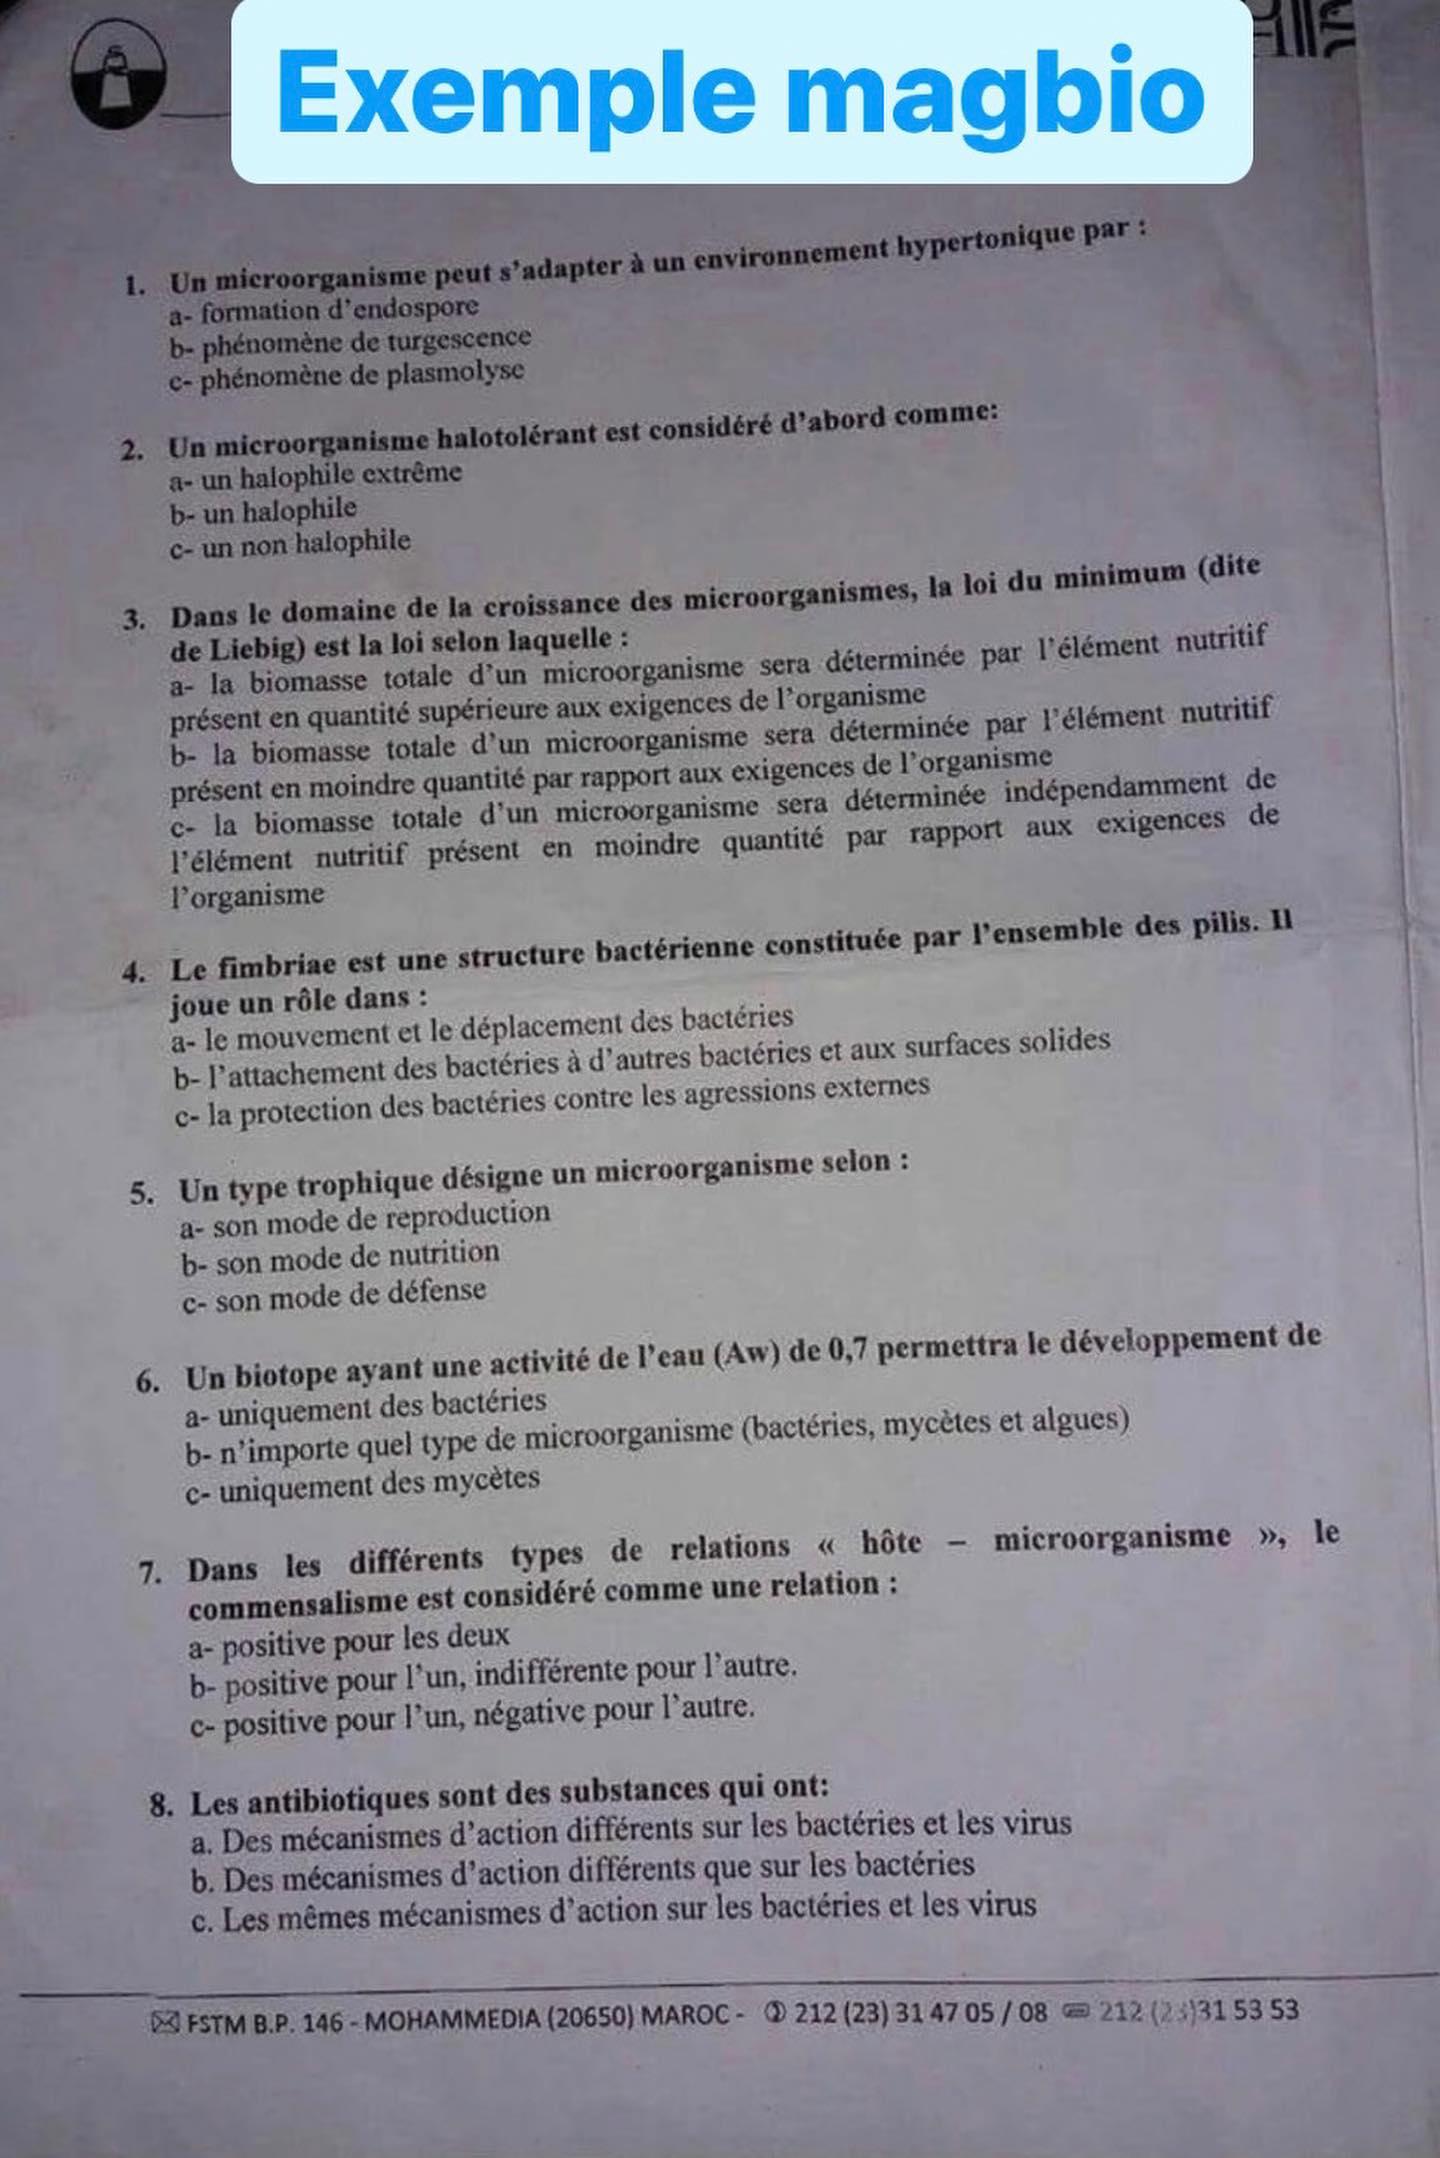 Exemple magbio
1. Un microorganisme peut s'adapter à un environnement hypertonique par :
a- formation d'endospore
b- phénomène de turgescence
c- phénomène de plasmolyse
2. Un microorganisme halotolérant est considéré d'abord comme:
a- un halophile extrême
b- un halophile
c- un non halophile
3. Dans le domaine de la croissance des microorganismes, la loi du minimum (dite
de Liebig) est la loi selon laquelle :
a- la biomasse totale d'un microorganisme sera déterminée par l'élément nutritif
présent en quantité supérieure aux exigences de l'organisme
b- la biomasse totale d'un microorganisme sera déterminée par l'élément nutritif
présent en moindre quantité par rapport aux exigences de l'organisme
c- la biomasse totale d'un microorganisme sera déterminée indépendamment de
l'élément nutritif présent en moindre quantité par rapport aux exigences de
l'organisme
4. Le fimbriae est une structure bactérienne constituée par l'ensemble des pilis. Il
joue un rôle dans :
a- le mouvement et le déplacement des bactéries
b- l'attachement des bactéries à d'autres bactéries et aux surfaces solides
c- la protection des bactéries contre les agressions externes
5. Un type trophique désigne un microorganisme selon :
a- son mode de reproduction
b- son mode de nutrition
c- son mode de défense
6. Un biotope ayant une activité de l'eau (Aw) de 0,7 permettra le développement de
a- uniquement des bactéries
b- n'importe quel type de microorganisme (bactéries, mycètes et algues)
c- uniquement des mycètes
7. Dans les différents types de relations « hôte – microorganisme », le
commensalisme est considéré comme une relation :
a- positive pour les deux
b- positive pour l'un, indifférente pour l'autre.
c- positive pour l'un, négative pour l'autre.
8. Les antibiotiques sont des substances qui ont:
a. Des mécanismes d'action différents sur les bactéries et les virus
b. Des mécanismes d'action différents que sur les bactéries
c. Les mêmes mécanismes d'action sur les bactéries et les virus
FSTM B.P. 146 - MOHAMMEDIA (20650) MAROC - 212 (23) 31 47 05 / 08 212 (23)31 53 53